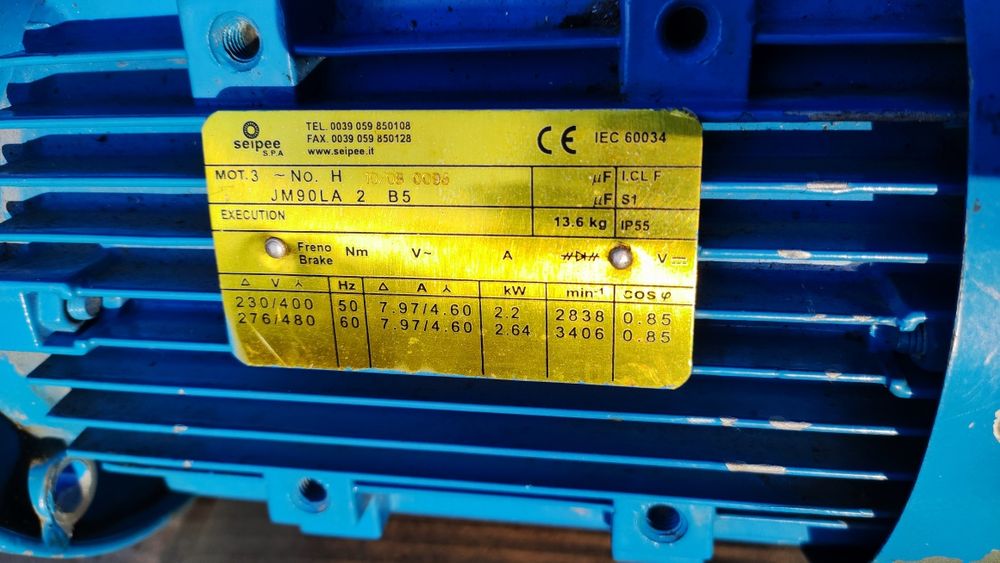 seipee
S.P.A
TEL. 0039 059 850108
FAX. 0039 059 850128
www.seipee.it
CE IEC 60034
MOT.3 ~ No. H 10 08 0096
µF I.CL F
JM90LA 2 B5
µF S1
EXECUTION
13.6 kg IP55
Freno
Brake Nm V~ A V
Δ V ⅄ Hz Δ A ⅄ kW min-1 cos φ
230/400 50 7.97/4.60 2.2 2838 0.85
276/480 60 7.97/4.60 2.64 3406 0.85